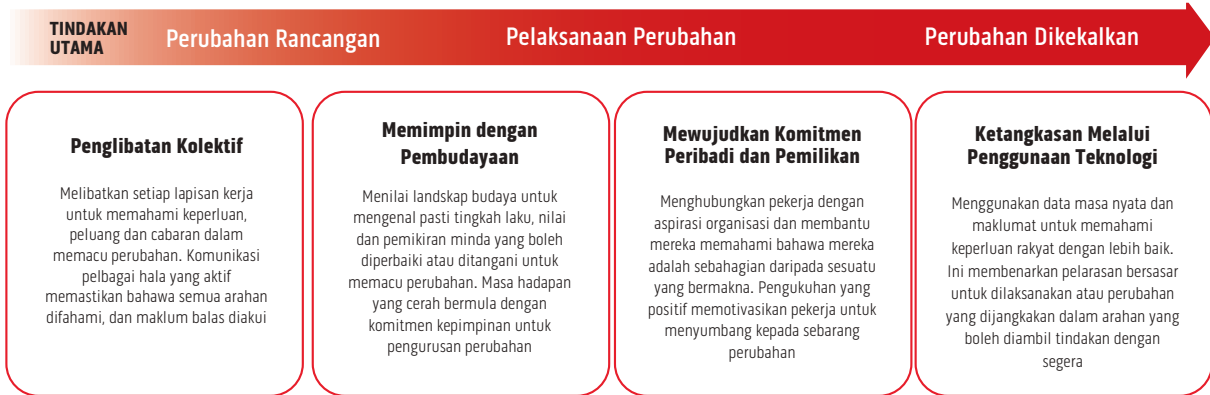 TINDAKAN
UTAMA
Perubahan Rancangan
Pelaksanaan Perubahan
Perubahan Dikekalkan
Penglibatan Kolektif
Melibatkan setiap lapisan kerja
untuk memahami keperluan,
peluang dan cabaran dalam
memacu perubahan. Komunikasi
pelbagai hala yang aktif
memastikan bahawa semua arahan
difahami, dan maklum balas diakui
Memimpin dengan
Pembudayaan
Menilai landskap budaya untuk
mengenal pasti tingkah laku, nilai
dan pemikiran minda yang boleh
diperbaiki atau ditangani untuk
memacu perubahan. Masa hadapan
yang cerah bermula dengan
komitmen kepimpinan untuk
pengurusan perubahan
Mewujudkan Komitmen
Peribadi dan Pemilikan
Menghubungkan pekerja dengan
aspirasi organisasi dan membantu
mereka memahami bahawa mereka
adalah sebahagian daripada sesuatu
yang bermakna. Pengukuhan yang
positif memotivasikan pekerja untuk
menyumbang kepada sebarang
perubahan
Ketangkasan Melalui
Penggunaan Teknologi
Menggunakan data masa nyata dan
maklumat untuk memahami
keperluan rakyat dengan lebih baik.
Ini membenarkan pelarasan bersasar
untuk dilaksanakan atau perubahan
yang dijangkakan dalam arahan yang
boleh diambil tindakan dengan
segera